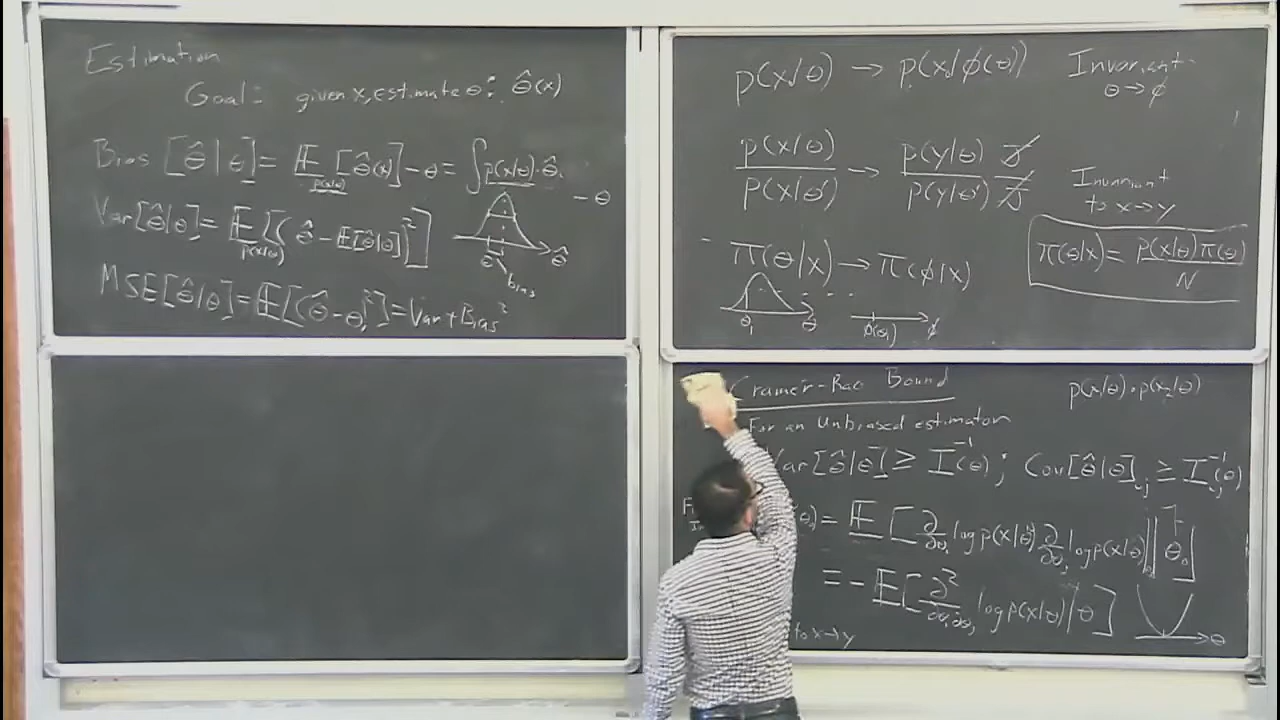 Estimation
Goal: given x, estimate θ: θ̂(x)
Bias [θ̂|θ] = 𝔼 [θ̂(x)] - θ = ∫p(x|θ)·θ̂ - θ
p(x|θ)
Var[θ̂|θ] = 𝔼[(θ̂ - E[θ̂|θ])²]
p(x|θ)
θ θ̂
bias
MSE[θ̂|θ] = 𝔼[(θ̂-θ)²] = Var + Bias²
p(x|θ) → p(x|φ(θ)) Invariant
θ→φ
p(x|θ) / p(x|θ') → p(y|θ) J / p(y|θ') J
Invariant
to x→y
π(θ|x) → π(φ|x)
π(θ|x) = p(x|θ)π(θ) / N
θ₁ θ φ(θ₁) φ
Cramér-Rao Bound p(x₁|θ)·p(x₂|θ)
For an Unbiased estimator
Var[θ̂|θ] ≥ I⁻¹(θ); Cov[θ̂|θ]ij ≥ I⁻¹ij(θ)
= 𝔼[∂/∂θi log p(x|θ) ∂/∂θj log p(x|θ)|θ₀|θ₀]
= - 𝔼[∂²/∂θi∂θj log p(x|θ)|θ]
θ
to x→y